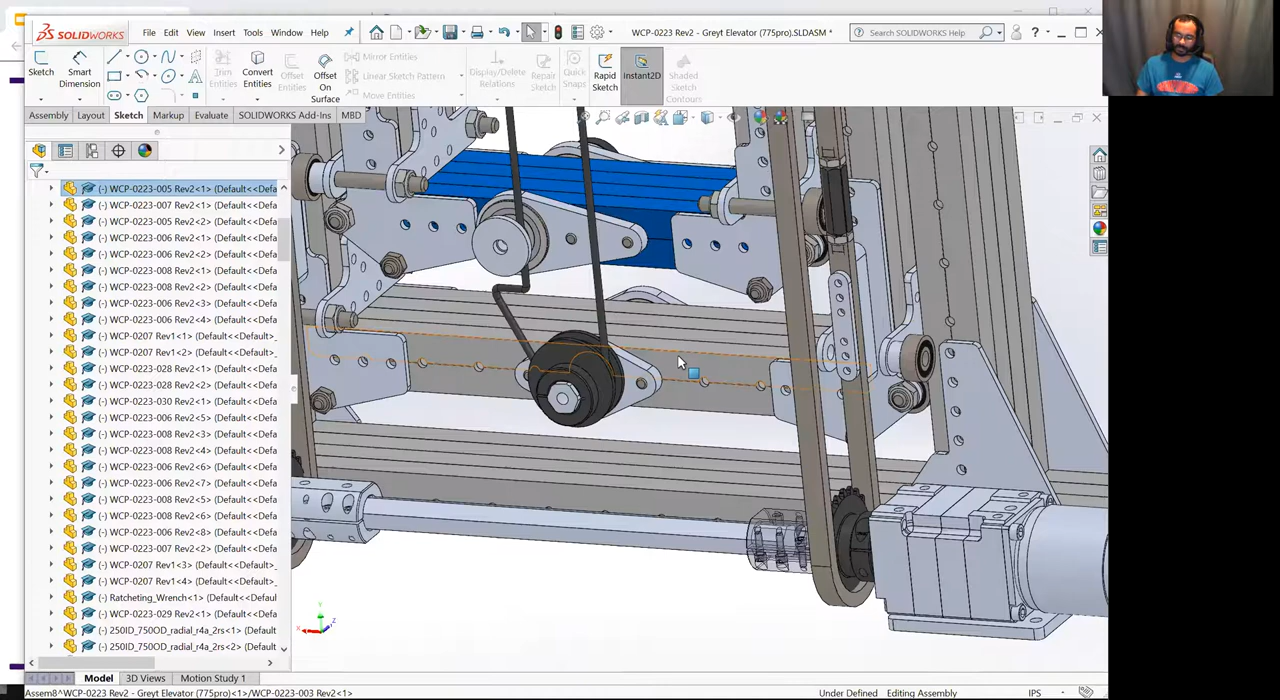 SOLIDWORKS
File Edit View Insert Tools Window Help
WCP-0223 Rev2 - Greyt Elevator (775pro).SLDASM *
Search SOLIDWORKS Help
Sketch
Smart Dimension
Trim Entities
Convert Entities
Offset Entities
Offset On Surface
Mirror Entities
Linear Sketch Pattern
Move Entities
Display/Delete Relations
Repair Sketch
Quick Snaps
Rapid Sketch
Instant2D
Shaded Sketch Contours
Assembly Layout Sketch Markup Evaluate SOLIDWORKS Add-Ins MBD
(-) WCP-0223-005 Rev2<1> (Default<<Defa
(-) WCP-0223-007 Rev2<1> (Default<<Defa
(-) WCP-0223-005 Rev2<2> (Default<<Defa
(-) WCP-0223-006 Rev2<1> (Default<<Defa
(-) WCP-0223-006 Rev2<2> (Default<<Defa
(-) WCP-0223-008 Rev2<1> (Default<<Defa
(-) WCP-0223-008 Rev2<2> (Default<<Defa
(-) WCP-0223-006 Rev2<3> (Default<<Defa
(-) WCP-0223-006 Rev2<4> (Default<<Defa
(-) WCP-0207 Rev1<1> (Default<<Default>_
(-) WCP-0207 Rev1<2> (Default<<Default>_
(-) WCP-0223-028 Rev2<1> (Default<<Defa
(-) WCP-0223-028 Rev2<2> (Default<<Defa
(-) WCP-0223-030 Rev2<1> (Default<<Defa
(-) WCP-0223-006 Rev2<5> (Default<<Defa
(-) WCP-0223-008 Rev2<3> (Default<<Defa
(-) WCP-0223-008 Rev2<4> (Default<<Defa
(-) WCP-0223-006 Rev2<6> (Default<<Defa
(-) WCP-0223-006 Rev2<7> (Default<<Defa
(-) WCP-0223-008 Rev2<5> (Default<<Defa
(-) WCP-0223-008 Rev2<6> (Default<<Defa
(-) WCP-0223-006 Rev2<8> (Default<<Defa
(-) WCP-0223-007 Rev2<2> (Default<<Defa
(-) WCP-0207 Rev1<3> (Default<<Default>_
(-) WCP-0207 Rev1<4> (Default<<Default>_
(-) Ratcheting_Wrench<1> (Default<<Defaul
(-) WCP-0223-029 Rev2<1> (Default<<Defa
(-) 250ID_750OD_radial_r4a_2rs<1> (Default
(-) 250ID_750OD_radial_r4a_2rs<2> (Default
Model 3D Views Motion Study 1
Assem8^WCP-0223 Rev2 - Greyt Elevator (775pro)<1>/WCP-0223-003 Rev2<1>
Under Defined Editing Assembly IPS